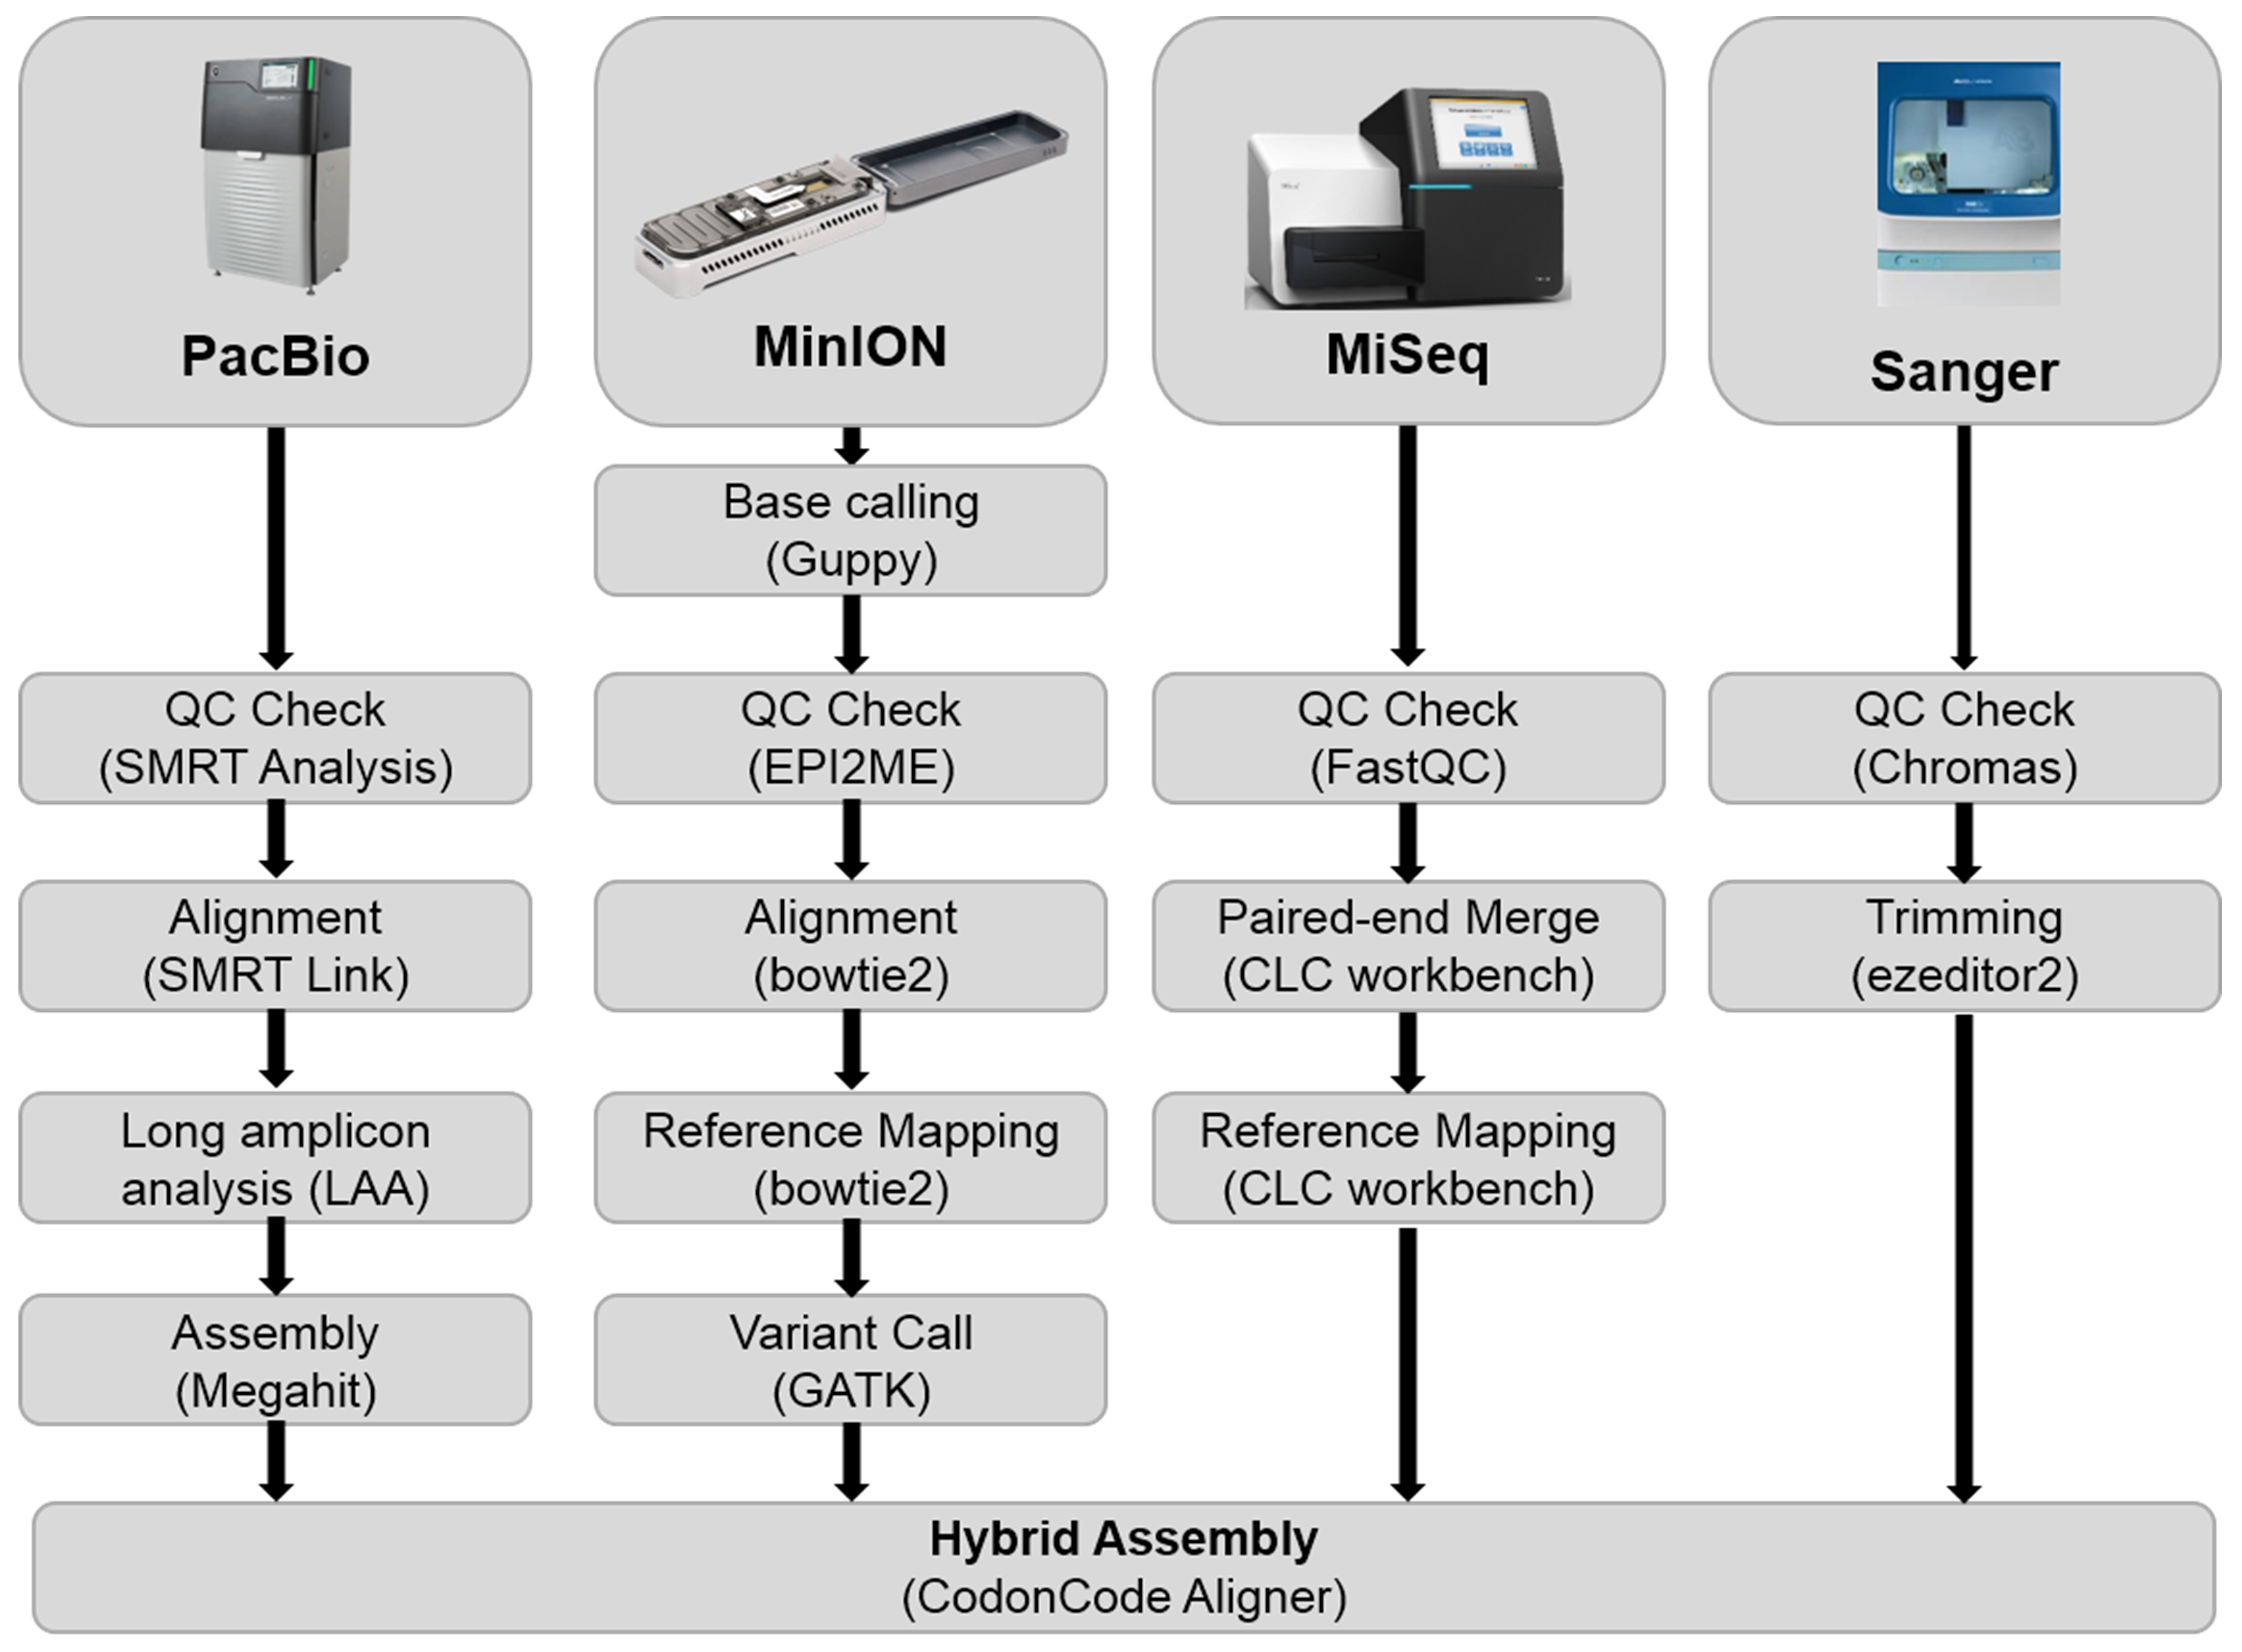 PacBio
MinION
MiSeq
Sanger
Base calling
(Guppy)
QC Check
(SMRT Analysis)
QC Check
(EPI2ME)
QC Check
(FastQC)
QC Check
(Chromas)
Alignment
(SMRT Link)
Alignment
(bowtie2)
Paired-end Merge
(CLC workbench)
Trimming
(ezeditor2)
Long amplicon
analysis (LAA)
Reference Mapping
(bowtie2)
Reference Mapping
(CLC workbench)
Assembly
(Megahit)
Variant Call
(GATK)
Hybrid Assembly
(CodonCode Aligner)